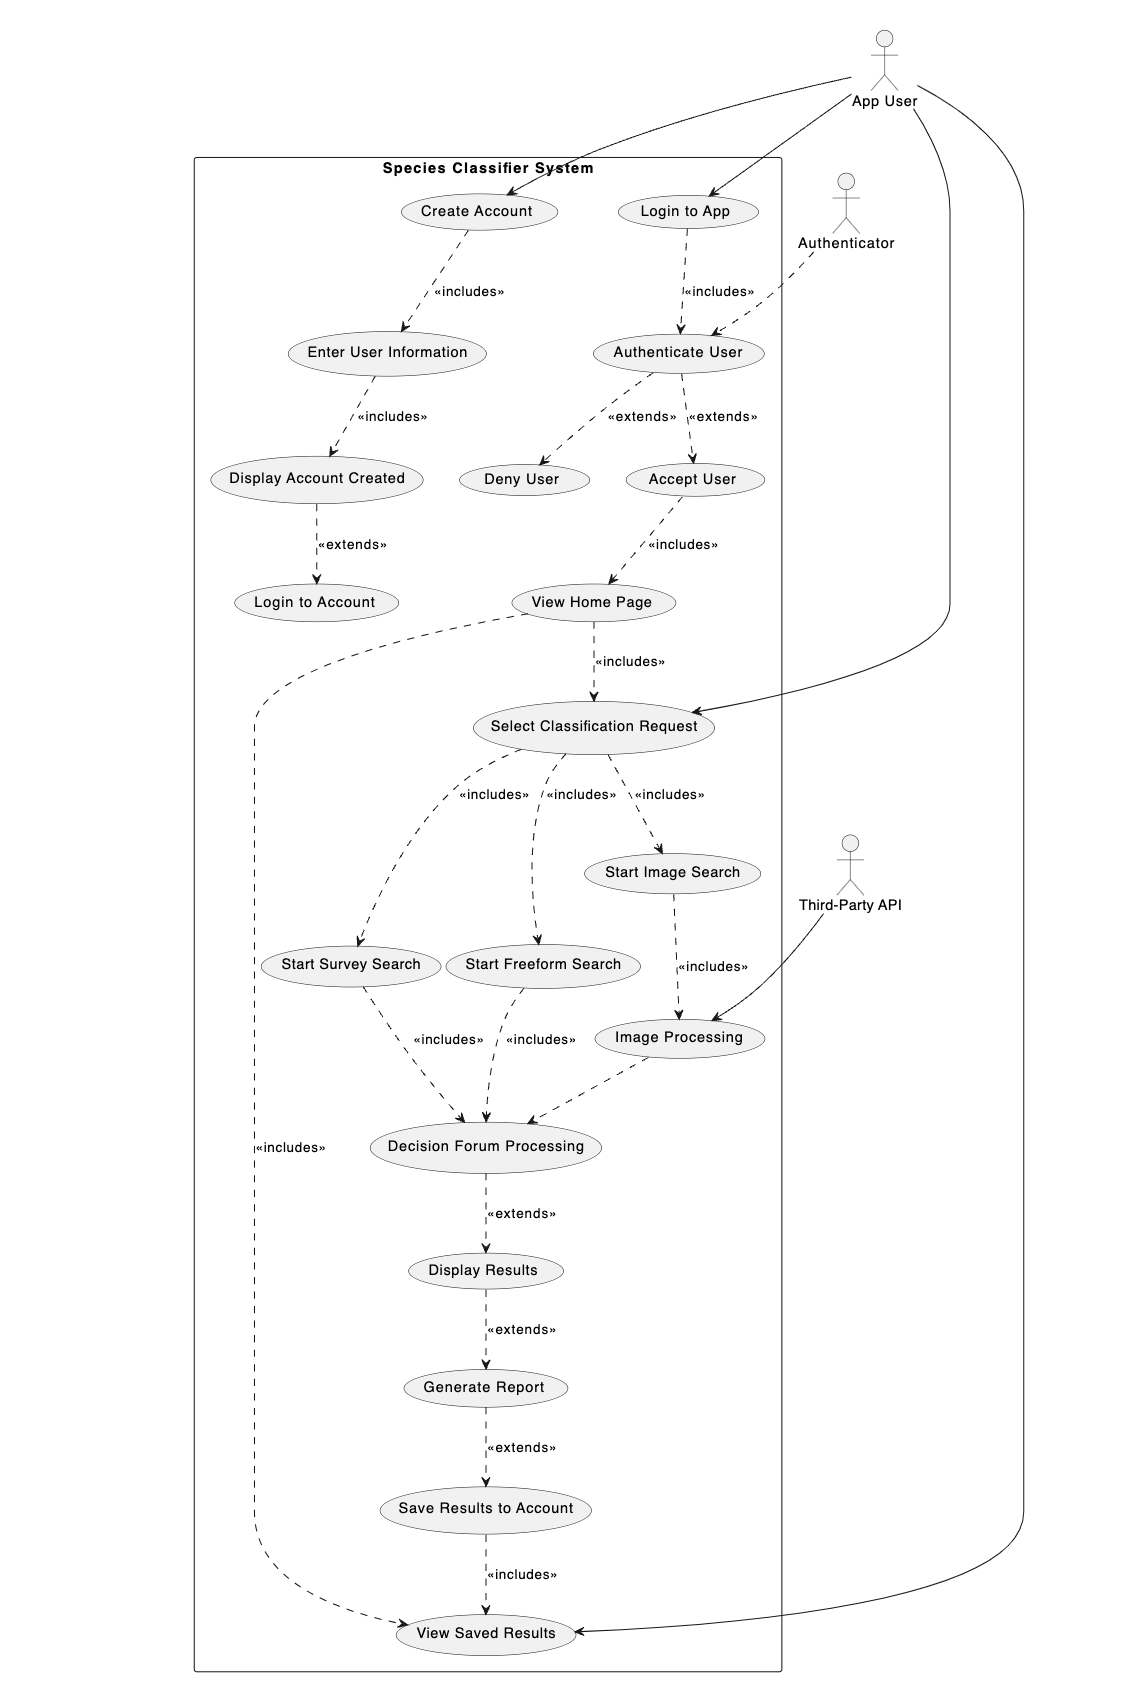 App User
Species Classifier System
Create Account
Login to App
Authenticator
«includes»
«includes»
Enter User Information
Authenticate User
«includes»
«extends»
«extends»
Display Account Created
Deny User
Accept User
«extends»
«includes»
Login to Account
View Home Page
«includes»
Select Classification Request
«includes»
«includes»
«includes»
Start Image Search
Third-Party API
Start Survey Search
Start Freeform Search
«includes»
Image Processing
«includes»
«includes»
Decision Forum Processing
«includes»
«extends»
Display Results
«extends»
Generate Report
«extends»
Save Results to Account
«includes»
View Saved Results